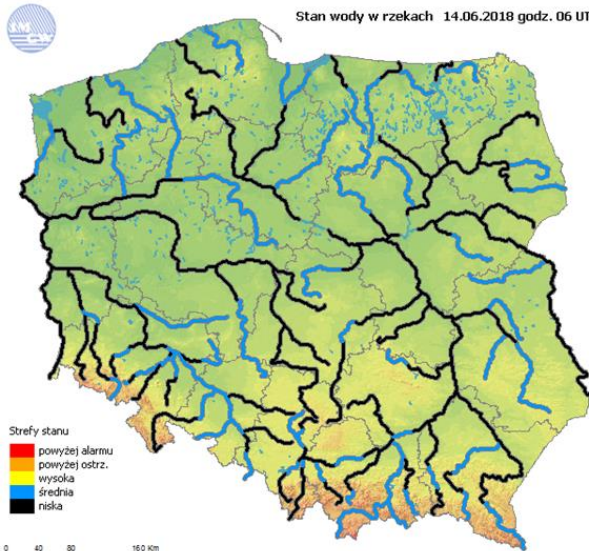 Stan wody w rzekach 14.06.2018 godz. 06 UT
Strefy stanu
powyżej alarmu
powyżej ostrz.
wysoka
średnia
niska
0 40 80 160 Km